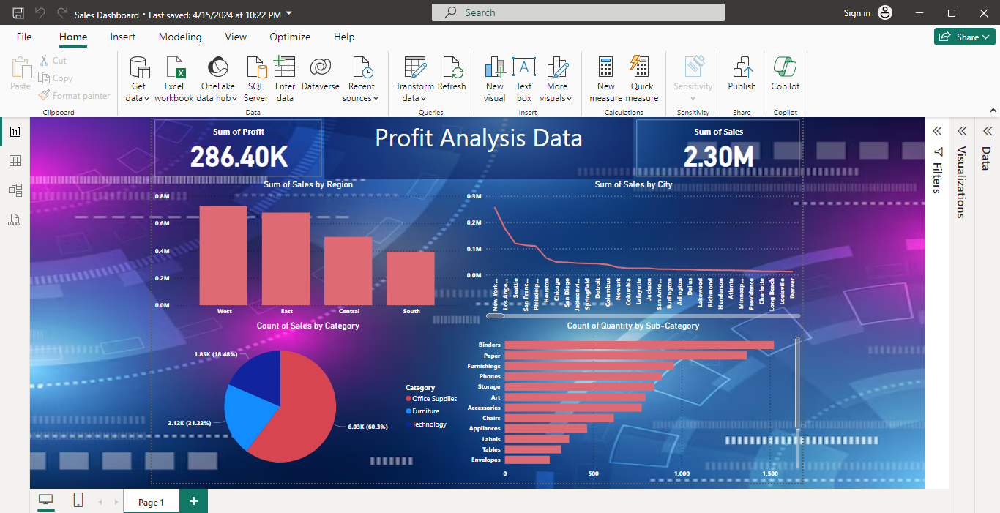 Sales Dashboard • Last saved: 4/15/2024 at 10:22 PM
Search
Sign in
File
Home
Insert
Modeling
View
Optimize
Help
Share
Paste
Cut
Copy
Format painter
Clipboard
Get data
Excel workbook
OneLake data hub
SQL Server
Enter data
Dataverse
Recent sources
Data
Transform data
Refresh
Queries
New visual
Text box
More visuals
Insert
New measure
Quick measure
Calculations
Sensitivity
Sensitivity
Publish
Share
Copilot
Copilot
DAX
Sum of Profit
286.40K
Profit Analysis Data
Sum of Sales
2.30M
Sum of Sales by Region
0.8M
0.6M
0.4M
0.2M
0.0M
West
East
Central
South
Sum of Sales by City
0.3M
0.2M
0.1M
0.0M
New York...
Los Ange...
Seattle
San Franc...
Philadelp...
Houston
Chicago
San Diego
Jacksonvi...
Springfield
Detroit
Columbus
Newark
Columbia
Lafayette
Jackson
San Anto...
Burlington
Arlington
Dallas
Lakewood
Richmond
Henderson
Atlanta
Minneap...
Providence
Charlotte
Long Beach
Louisville
Denver
Count of Sales by Category
1.85K (18.48%)
2.12K (21.22%)
6.03K (60.3%)
Category
Office Supplies
Furniture
Technology
Count of Quantity by Sub-Category
Binders
Paper
Furnishings
Phones
Storage
Art
Accessories
Chairs
Appliances
Labels
Tables
Envelopes
0
500
1,000
1,500
Filters
Visualizations
Data
Page 1